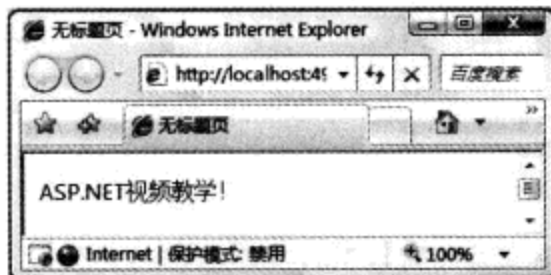 无标题页 - Windows Internet Explorer
http://localhost:49
百度搜索
无标题页
ASP.NET视频教学!
Internet | 保护模式: 禁用
100%